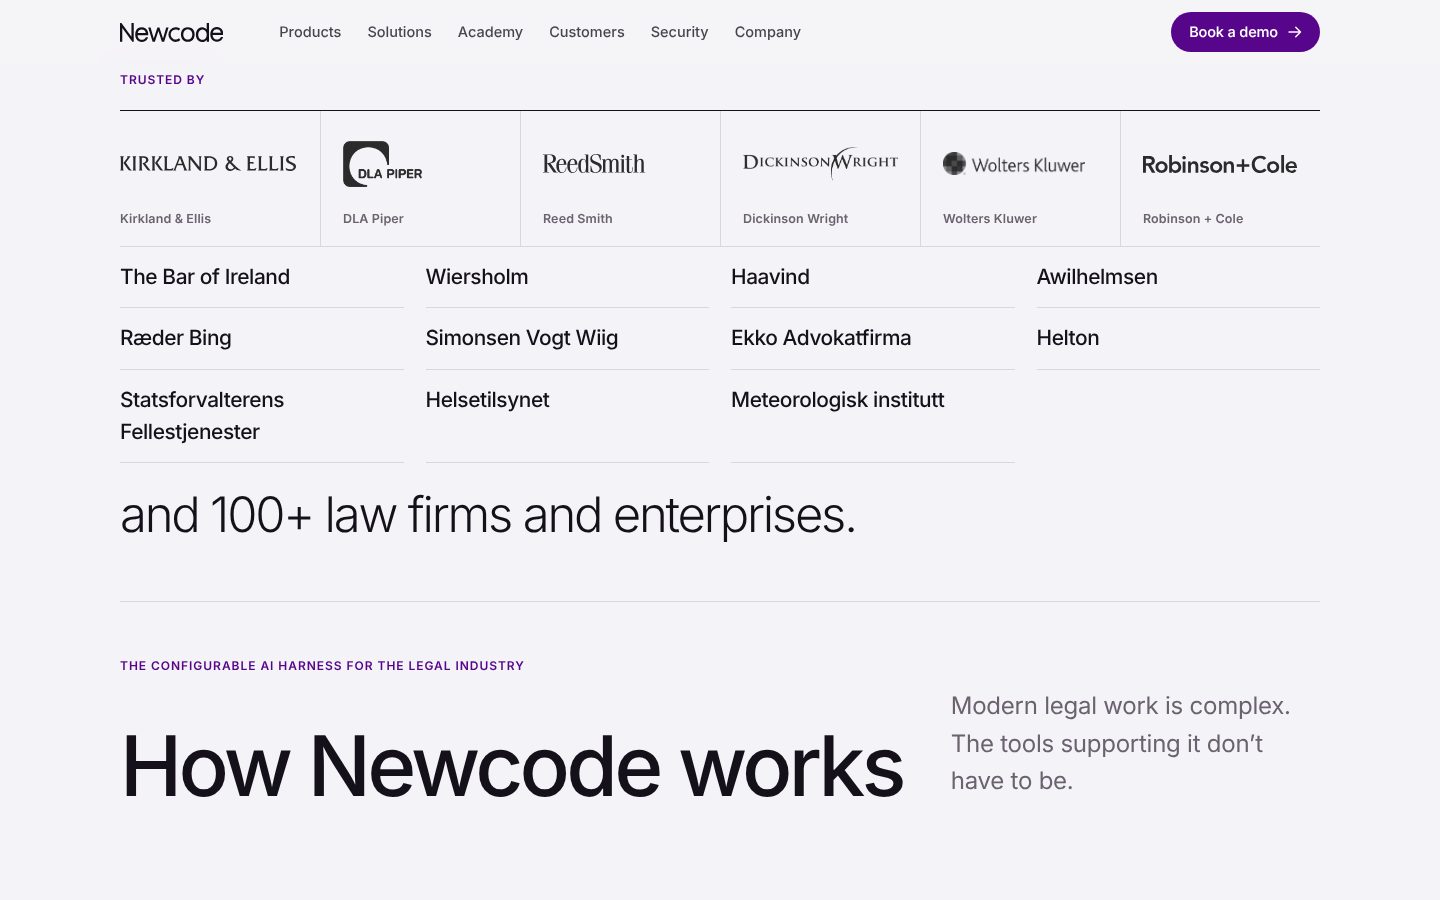 Newcode
Products
Solutions
Academy
Customers
Security
Company
Book a demo
TRUSTED BY
KIRKLAND & ELLIS
DLA PIPER
ReedSmith
DICKINSON WRIGHT
Wolters Kluwer
Robinson+Cole
Kirkland & Ellis
DLA Piper
Reed Smith
Dickinson Wright
Wolters Kluwer
Robinson + Cole
The Bar of Ireland
Wiersholm
Haavind
Awilhelmsen
Ræder Bing
Simonsen Vogt Wiig
Ekko Advokatfirma
Helton
Statsforvalterens
Fellestjenester
Helsetilsynet
Meteorologisk institutt
and 100+ law firms and enterprises.
THE CONFIGURABLE AI HARNESS FOR THE LEGAL INDUSTRY
How Newcode works
Modern legal work is complex.
The tools supporting it don’t
have to be.